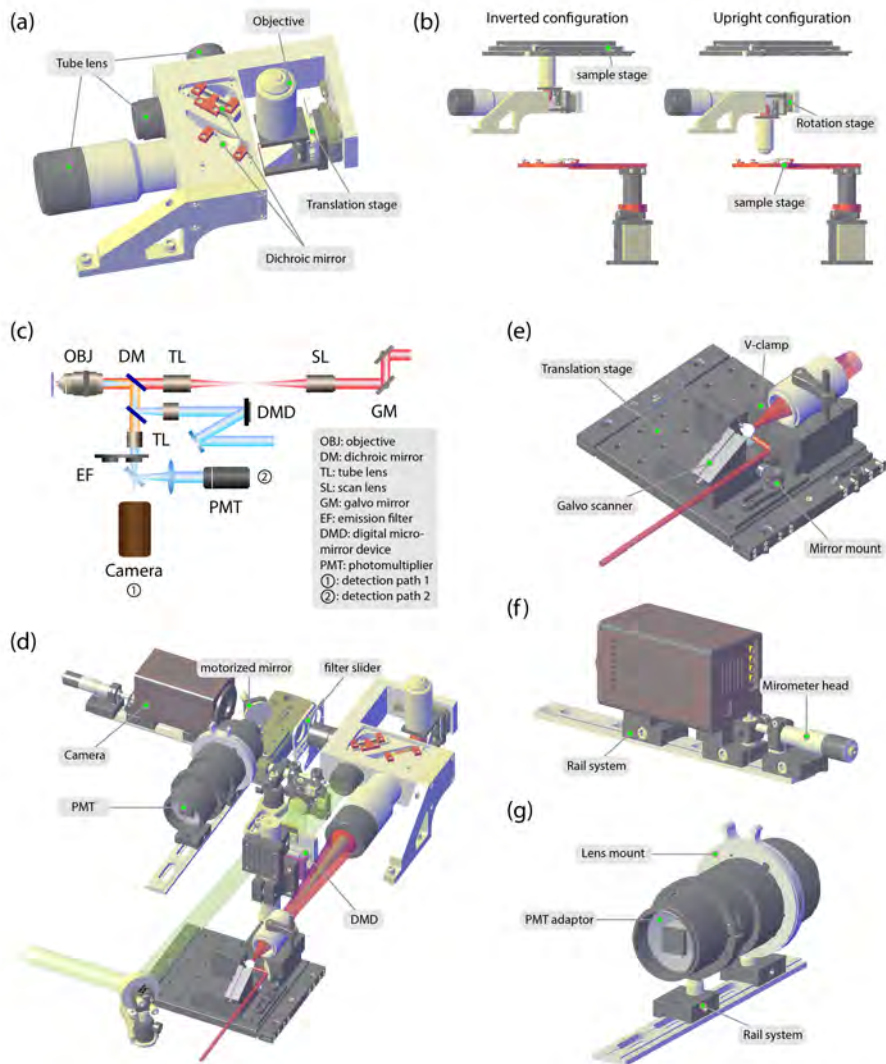 (a)
Objective
Tube lens
Translation stage
Dichroic mirror
(b)
Inverted configuration
Upright configuration
sample stage
Rotation stage
sample stage
(c)
OBJ
DM
TL
SL
GM
DMD
TL
EF
PMT
②
Camera
①
OBJ: objective
DM: dichroic mirror
TL: tube lens
SL: scan lens
GM: galvo mirror
EF: emission filter
DMD: digital micro-
mirror device
PMT: photomultiplier
①: detection path 1
②: detection path 2
(d)
motorized mirror
filter slider
Camera
PMT
DMD
(e)
V-clamp
Translation stage
Galvo scanner
Mirror mount
(f)
Mirometer head
Rail system
(g)
Lens mount
PMT adaptor
Rail system